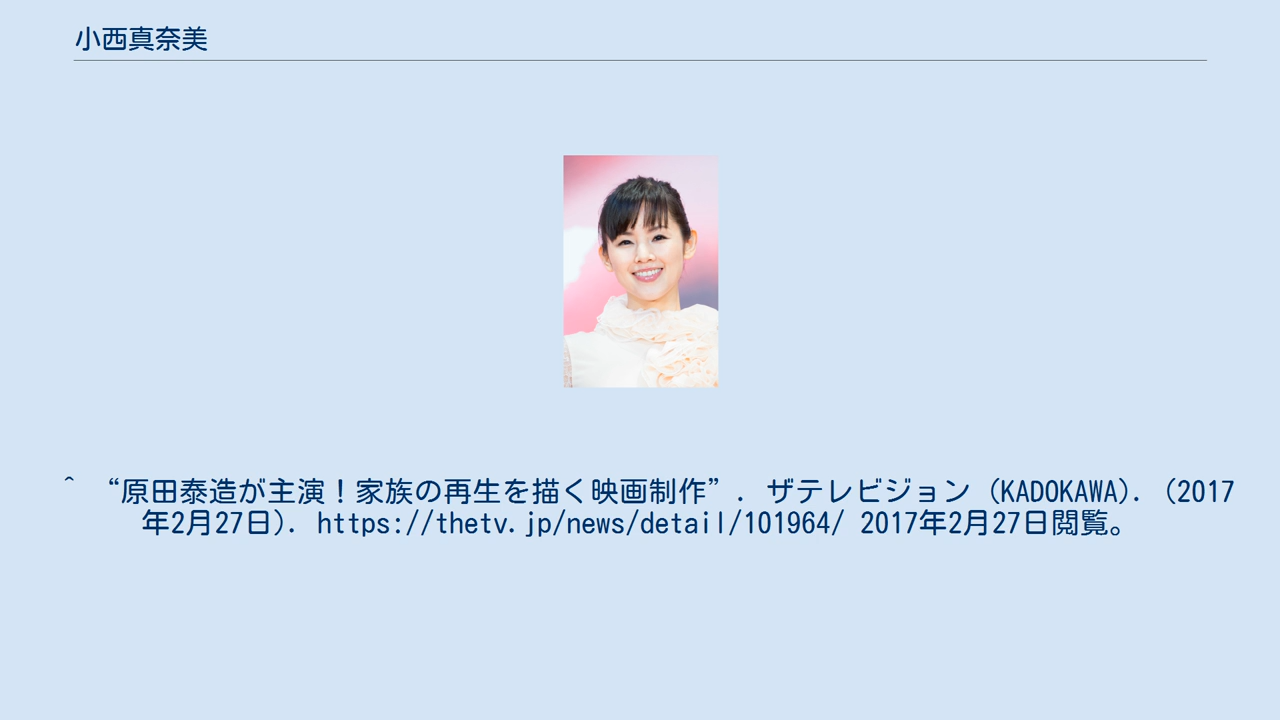 小西真奈美
^ “原田泰造が主演！家族の再生を描く映画制作”. ザテレビジョン (KADOKAWA). (2017
年2月27日). https://thetv.jp/news/detail/101964/ 2017年2月27日閲覧。